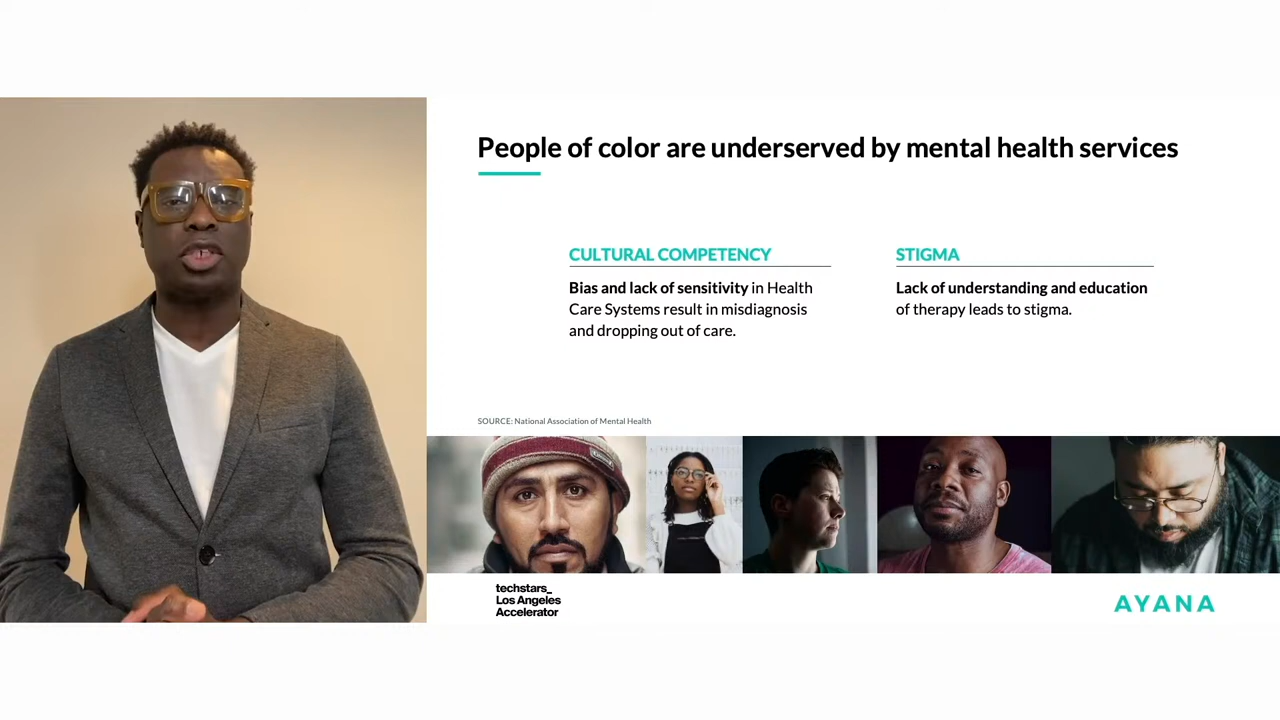 People of color are underserved by mental health services
CULTURAL COMPETENCY
Bias and lack of sensitivity in Health
Care Systems result in misdiagnosis
and dropping out of care.
STIGMA
Lack of understanding and education
of therapy leads to stigma.
SOURCE: National Association of Mental Health
techstars_
Los Angeles
Accelerator
AYANA